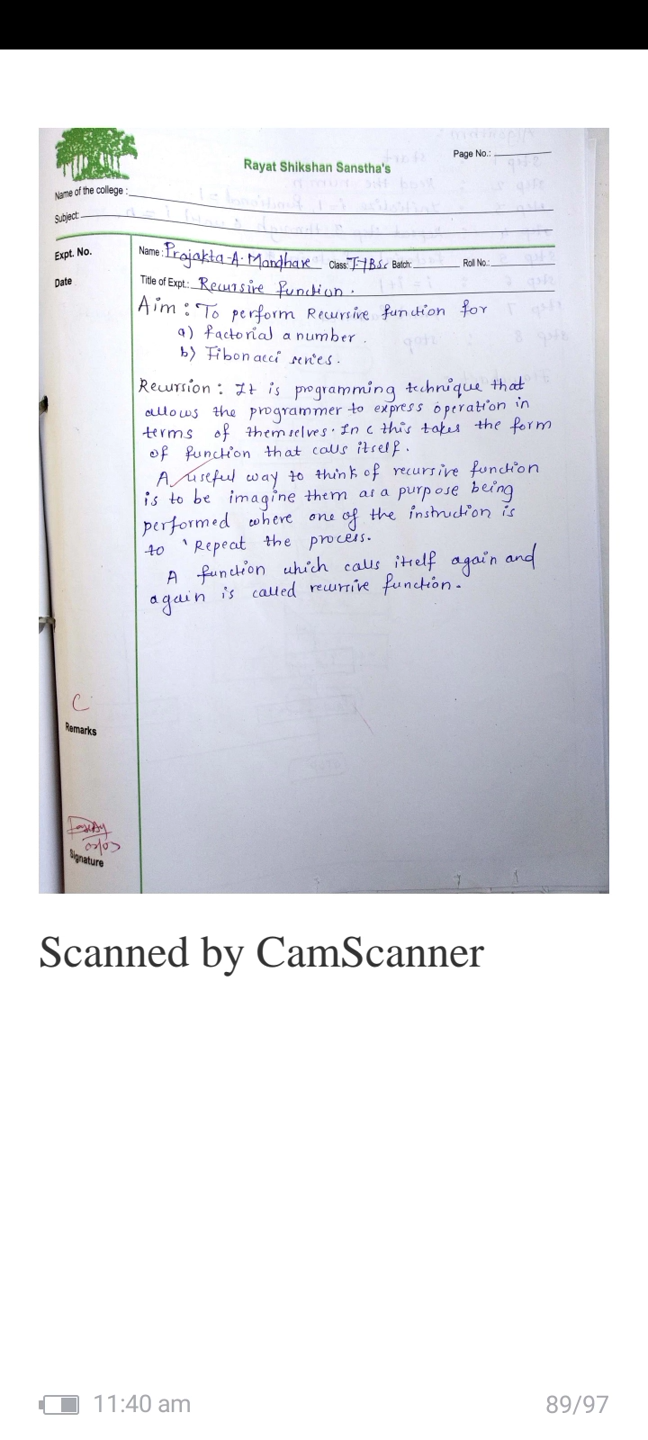 Rayat Shikshan Sanstha's
Page No.:
Name of the college :
Subject:
Expt. No.
Date
Name : Prajakta-A. Mandhare Class: Batch: Roll No.:
Title of Expt.: Recursive function.
Aim : To perform Recursive function for
a) factorial a number.
b) Fibonacci series.
Recursion : It is programming technique that
allows the programmer to express operation in
terms of themselves. In c this takes the form
of function that calls itself.
A useful way to think of recursive function
is to be imagine them as a purpose being
performed where one of the instruction is
to ' Repeat the process.
A function which calls itself again and
again is called recursive function.
C
Remarks
Signature
Scanned by CamScanner
11:40 am
89/97